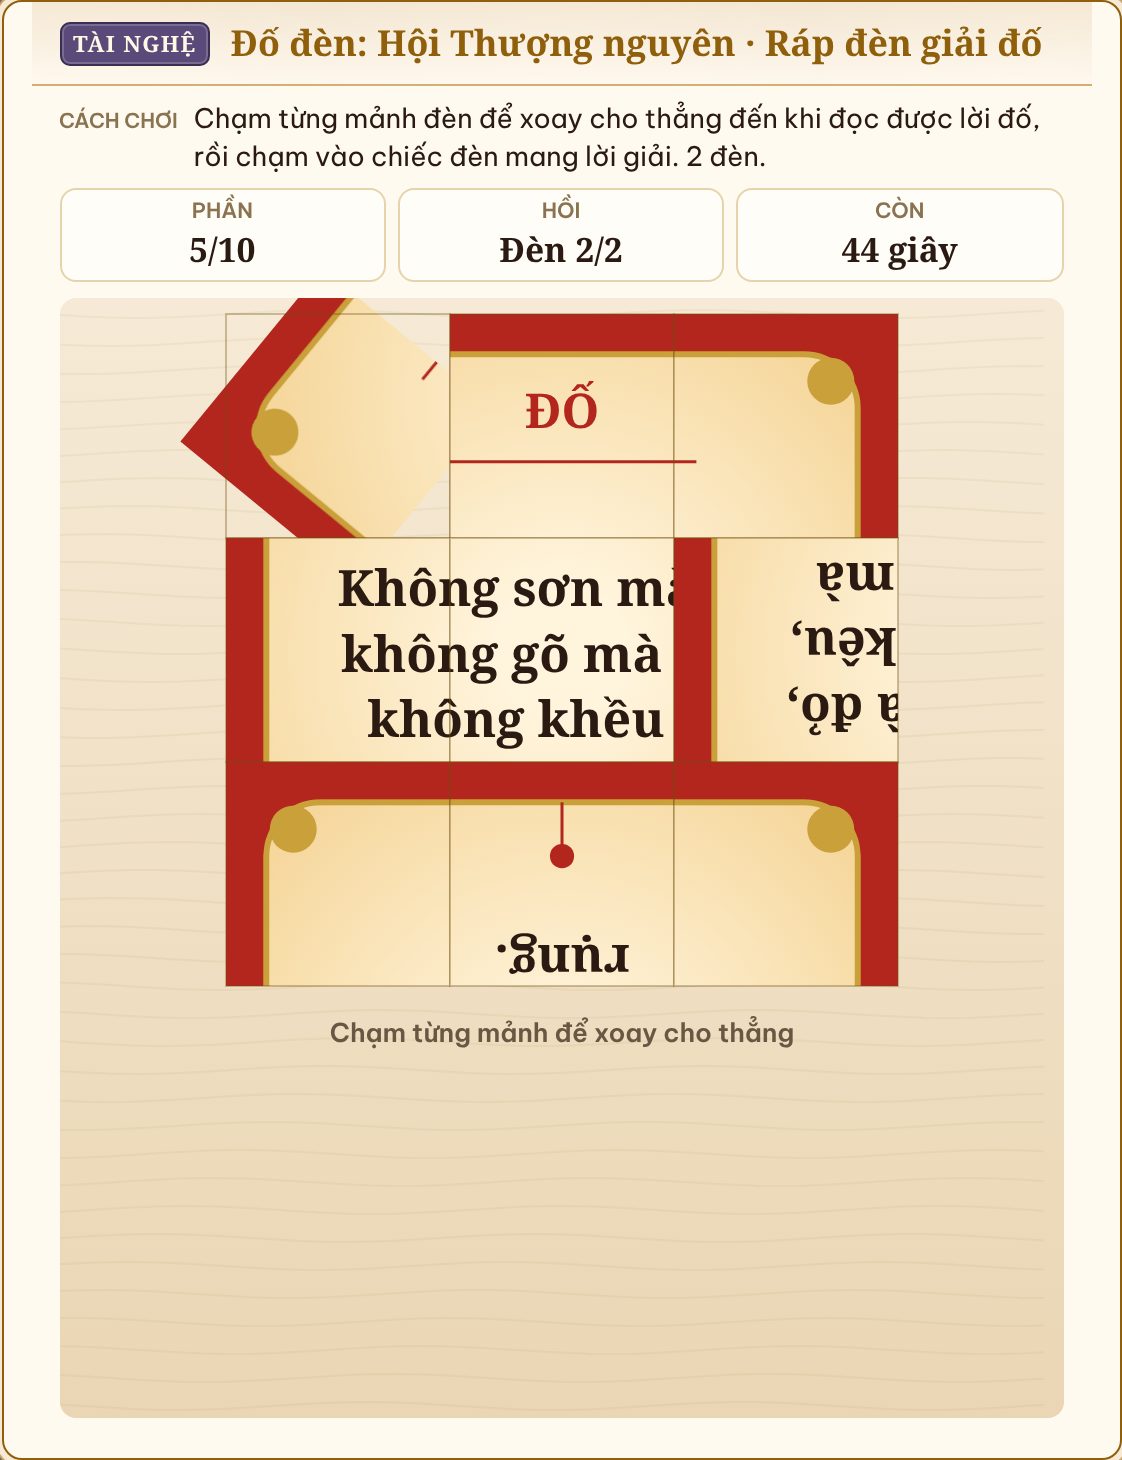 TÀI NGHỆ
Đố đèn: Hội Thượng nguyên · Ráp đèn giải đố
CÁCH CHƠI
Chạm từng mảnh đèn để xoay cho thẳng đến khi đọc được lời đố,
rồi chạm vào chiếc đèn mang lời giải. 2 đèn.
PHẦN
5/10
HỒI
Đèn 2/2
CÒN
44 giây
ĐỐ
Không sơn mà đỏ,
không gõ mà kêu,
không khều mà
rụng.
Chạm từng mảnh để xoay cho thẳng